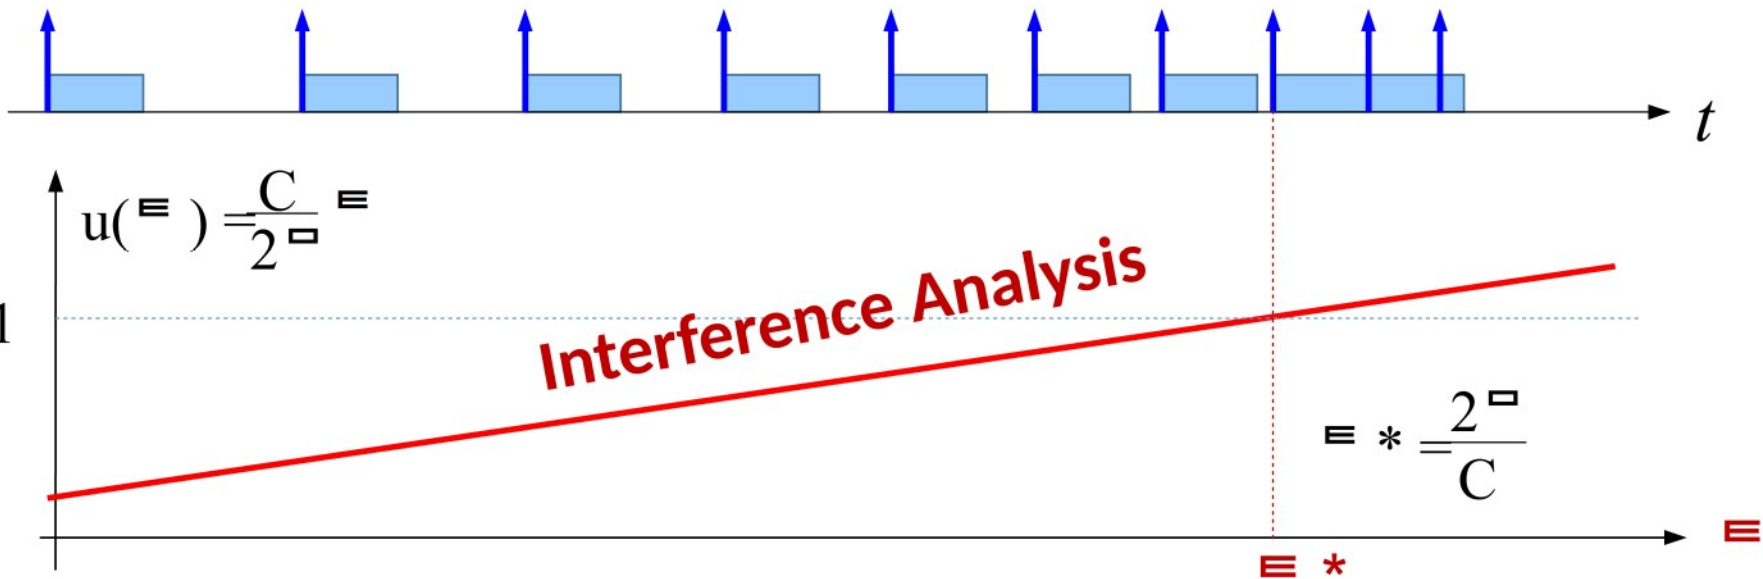 t
u(E ) = C / 2▭ E
Interference Analysis
1
E * = 2▭ / C
E
E *